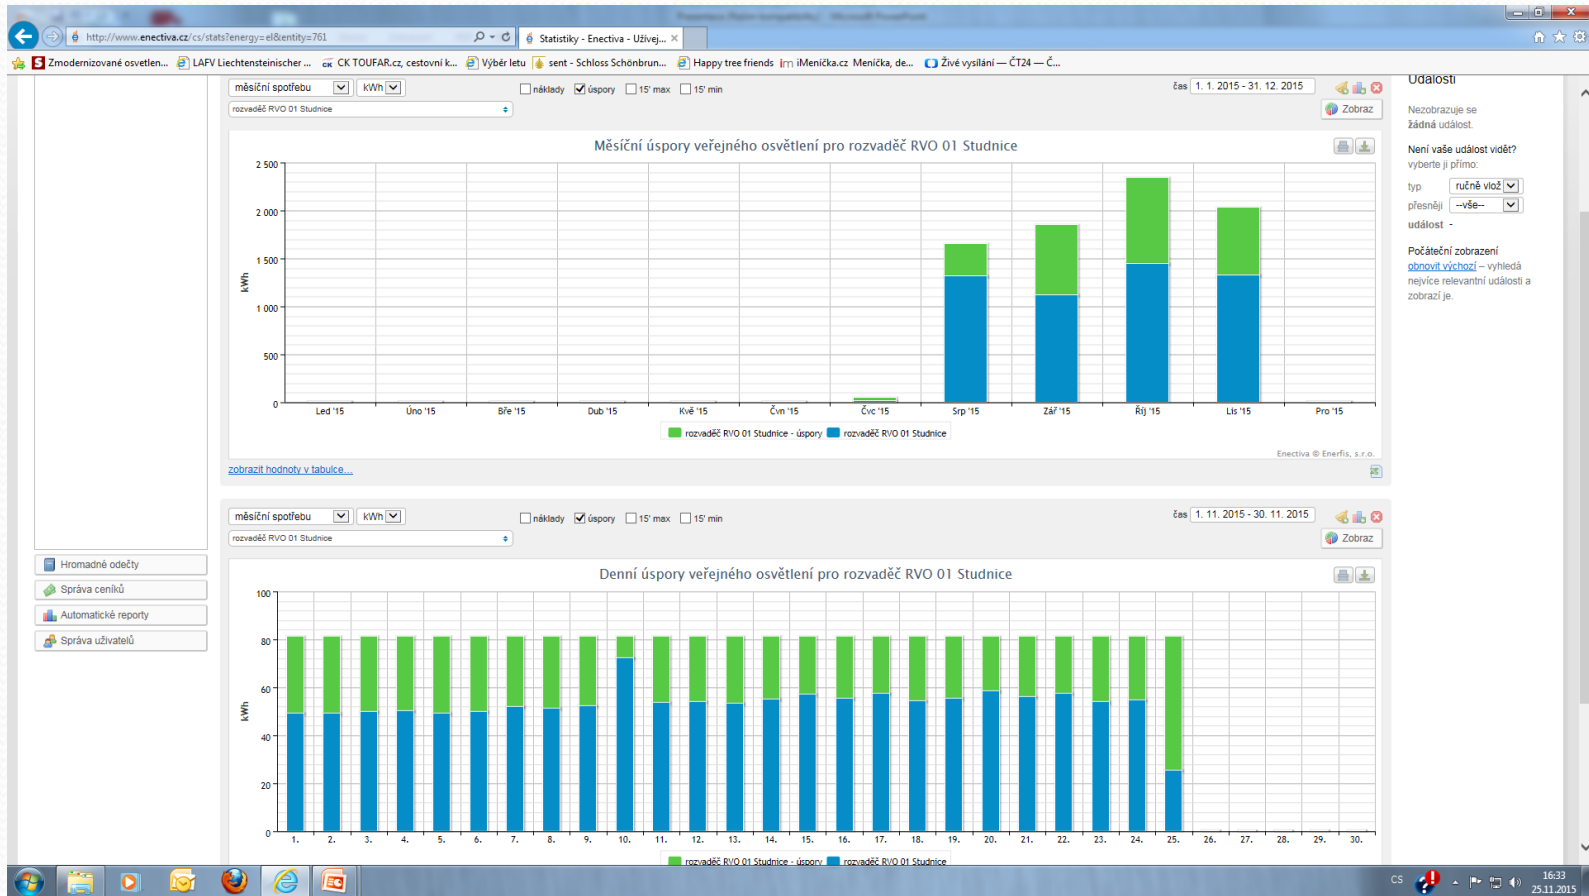 http://www.enectiva.cz/cs/stats?energy=el&centity=761
Statistiky - Enectiva - Uživej...
Zmodernizované osvetlen...
LAFV Liechtensteinischer ...
CK TOUFAR.cz, cestovní k...
Výběr letu
sent - Schloss Schönbrun...
Happy tree friends
iMeníčka.cz Meníčka, de...
Živé vysílání — ČT24 — Č...
měsíční spotřebu kWh náklady úspory 15' max 15' min čas 1. 1. 2015 - 31. 12. 2015
rozvaděč RVO 01 Studnice Zobraz
Měsíční úspory veřejného osvětlení pro rozvaděč RVO 01 Studnice
2 500
2 000
1 500
1 000
500
0
kWh
Led '15 Úno '15 Bře '15 Dub '15 Kvě '15 Čvn '15 Čvc '15 Srp '15 Zář '15 Říj '15 Lis '15 Pro '15
rozvaděč RVO 01 Studnice - úspory rozvaděč RVO 01 Studnice
Enectiva © Enerfis, s.r.o.
zobrazit hodnoty v tabulce...
Události
Nezobrazuje se
žádná událost.
Není vaše událost vidět?
vyberte ji přímo:
typ ručně vlož
přesněji --vše--
událost -
Počáteční zobrazení
obnovit výchozí – vyhledá
nejvíce relevantní události a
zobrazí je.
Hromadné odečty
Správa ceníků
Automatické reporty
Správa uživatelů
měsíční spotřebu kWh náklady úspory 15' max 15' min čas 1. 11. 2015 - 30. 11. 2015
rozvaděč RVO 01 Studnice Zobraz
Denní úspory veřejného osvětlení pro rozvaděč RVO 01 Studnice
100
80
60
40
20
0
kWh
1. 2. 3. 4. 5. 6. 7. 8. 9. 10. 11. 12. 13. 14. 15. 16. 17. 18. 19. 20. 21. 22. 23. 24. 25. 26. 27. 28. 29. 30.
rozvaděč RVO 01 Studnice - úspory rozvaděč RVO 01 Studnice
CS
16:33
25.11.2015